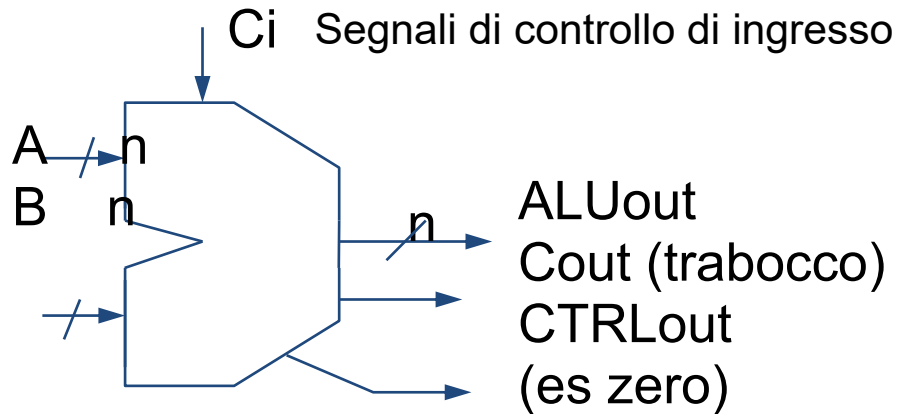 Ci Segnali di controllo di ingresso
A n
B n
n
ALUout
Cout (trabocco)
CTRLout
(es zero)